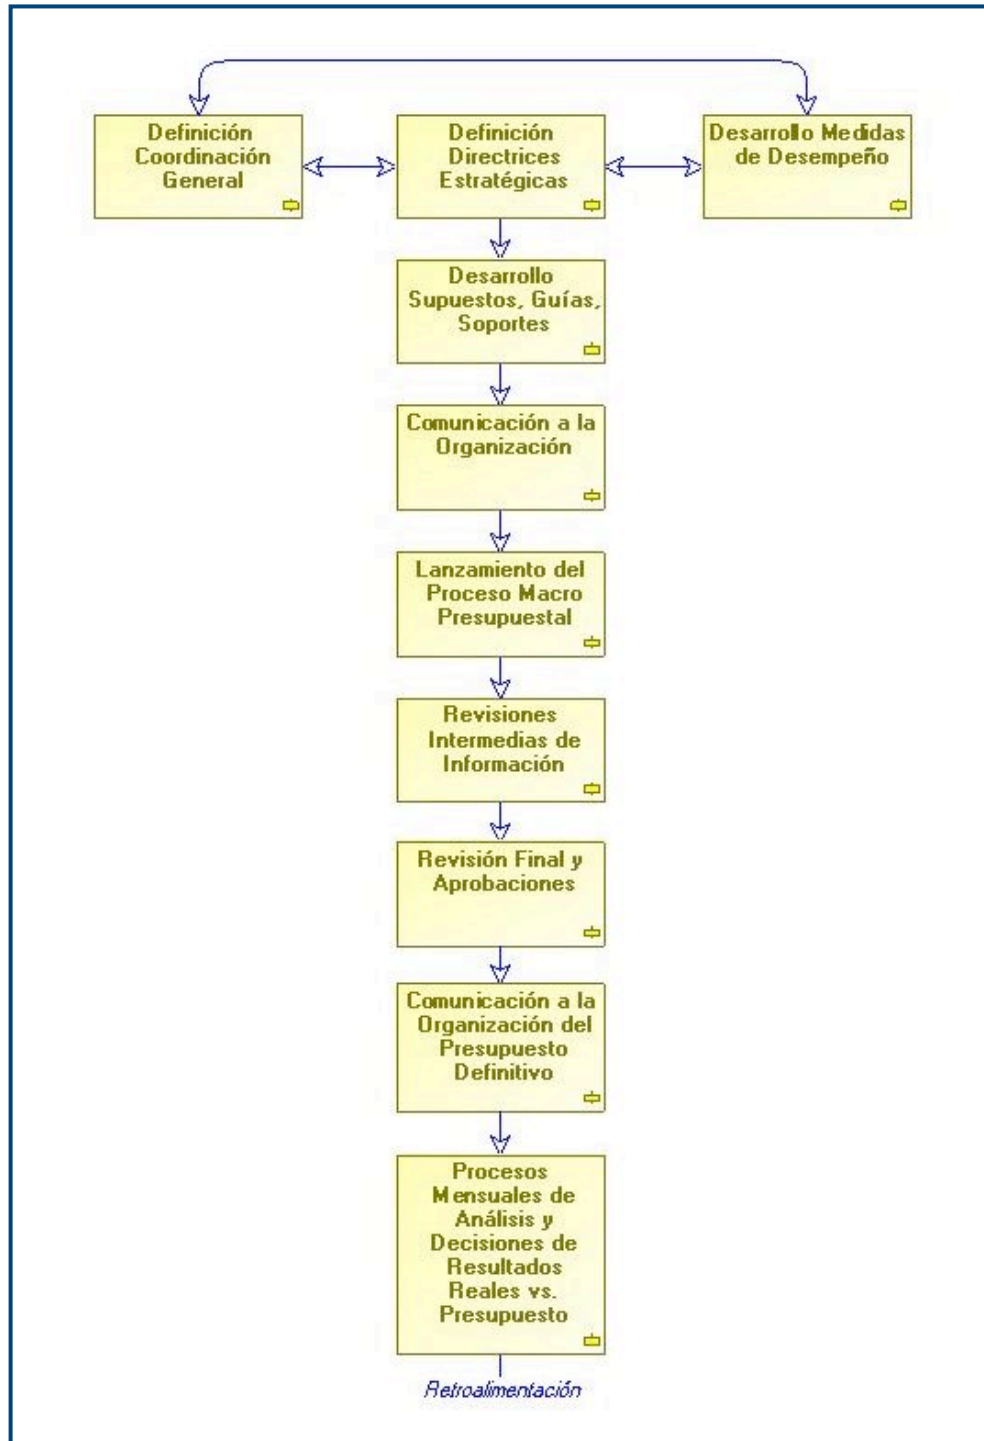 Definición
Coordinación
General
Definición
Directrices
Estratégicas
Desarrollo Medidas
de Desempeño
Desarrollo
Supuestos, Guías,
Soportes
Comunicación a la
Organización
Lanzamiento del
Proceso Macro
Presupuestal
Revisiones
Intermedias de
Información
Revisión Final y
Aprobaciones
Comunicación a la
Organización del
Presupuesto
Definitivo
Procesos
Mensuales de
Análisis y
Decisiones de
Resultados
Reales vs.
Presupuesto
Retroalimentación